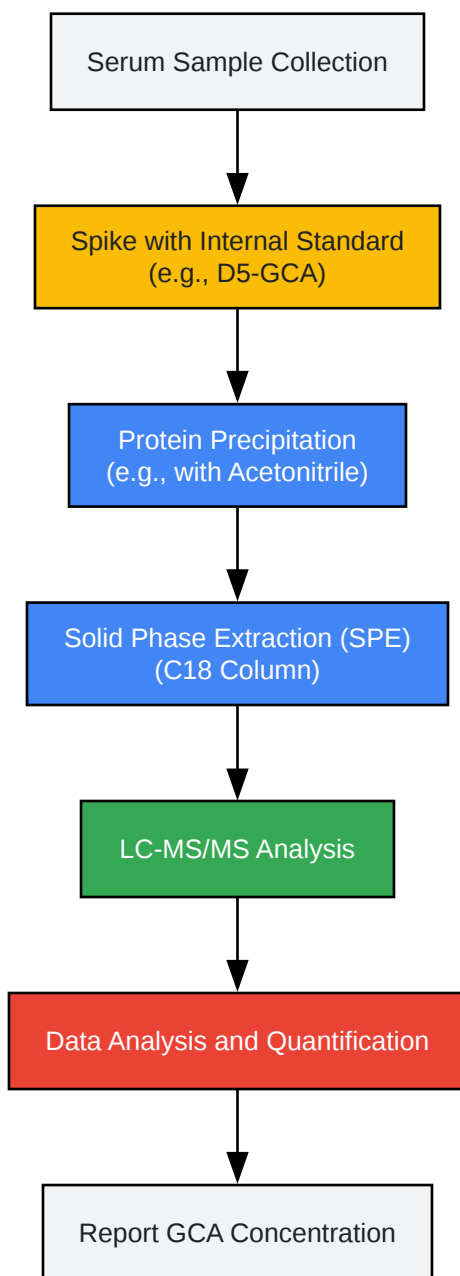 Serum Sample Collection
Spike with Internal Standard
(e.g., D5-GCA)
Protein Precipitation
(e.g., with Acetonitrile)
Solid Phase Extraction (SPE)
(C18 Column)
LC-MS/MS Analysis
Data Analysis and Quantification
Report GCA Concentration